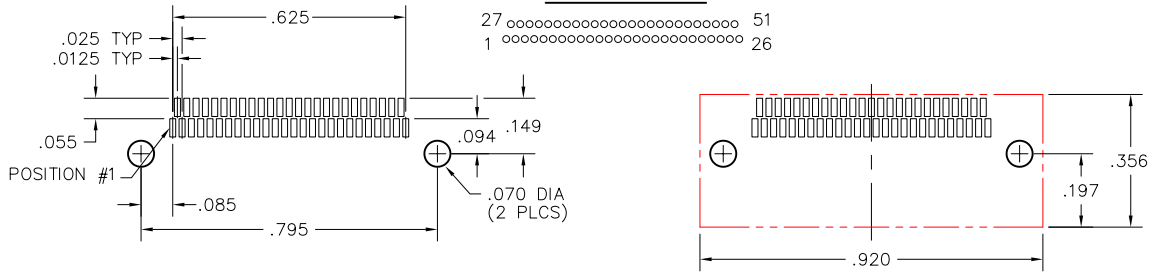 .625
27 51
1 26
.025 TYP
.0125 TYP
.055
.094
.149
POSITION #1
.070 DIA
(2 PLCS)
.085
.795
.356
.197
.920